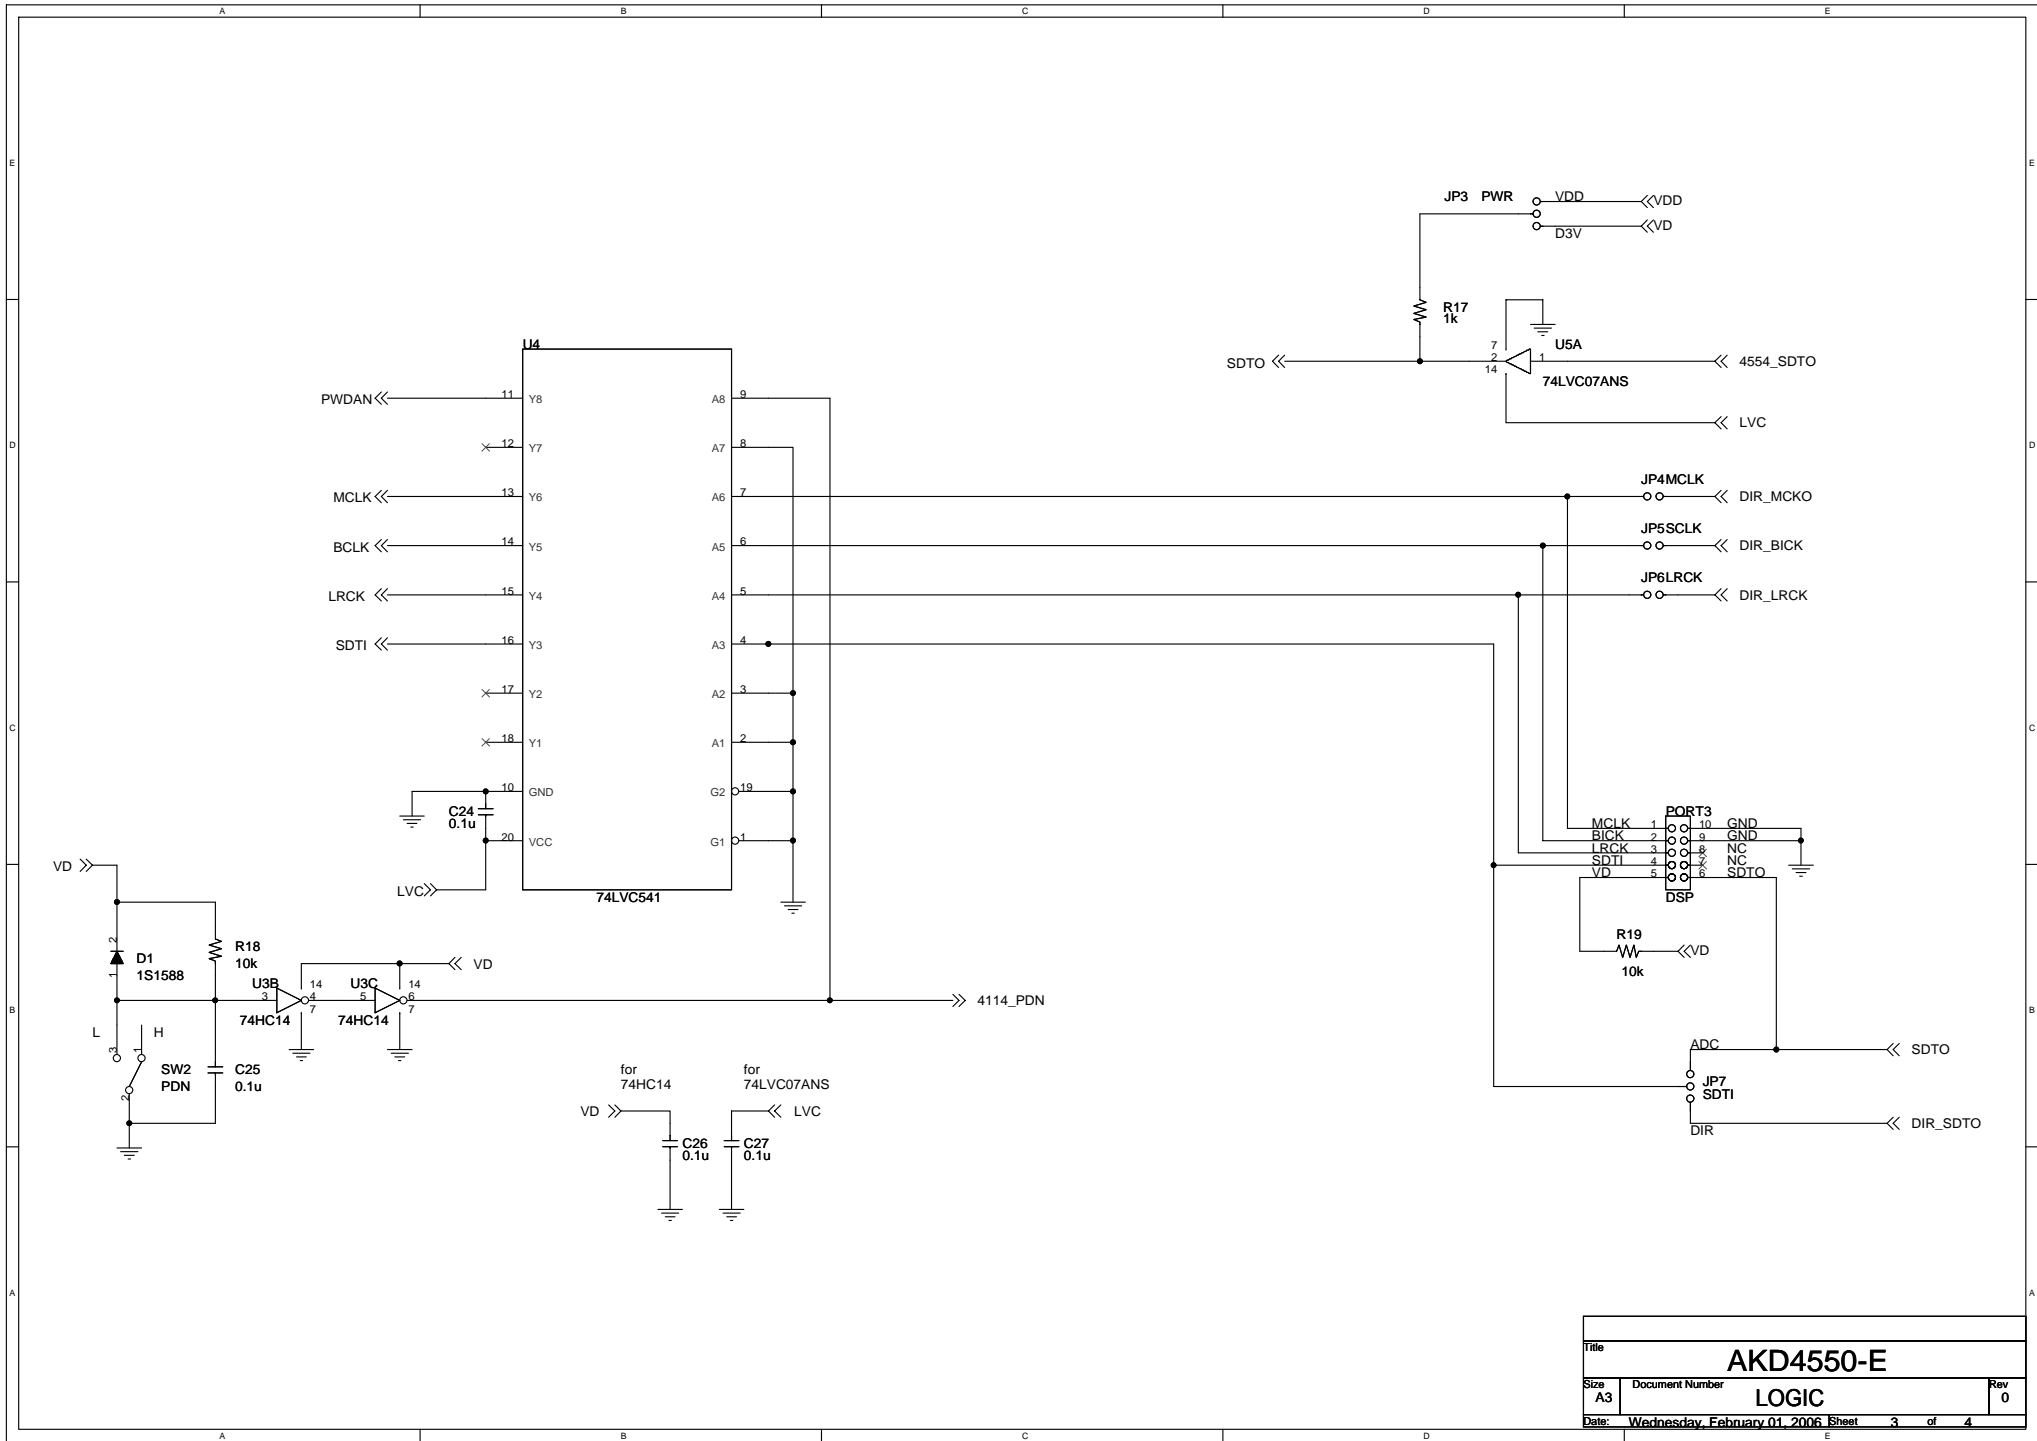 A B C D E
E E
JP3 PWR VDD VDD
VD
D3V
R17
1k
U4
7 U5A
SDTO 2 1 4554_SDTO
14
74LVC07ANS
PWDAN 11 Y8 A8 9
LVC
D D
12 Y7 A7 8
JP4MCLK
MCLK 13 Y6 A6 7 DIR_MCKO
JP5SCLK
BCLK 14 Y5 A5 6 DIR_BICK
JP6LRCK
LRCK 15 Y4 A4 5 DIR_LRCK
SDTI 16 Y3 A3 4
17 Y2 A2 3
C C
18 Y1 A1 2
10 GND G2 19
C24
0.1u
20 VCC G1 1
LVC
74LVC541
PORT3
MCLK 1 10 GND
BICK 2 9 GND
LRCK 3 8 NC
SDTI 4 7 NC
VD 5 6 SDTO
DSP
VD
2
D1
1S1588
1
R18
10k
R19
VD
10k
VD
U3B 14
3 4
7
74HC14
U3C 14
5 6
7
74HC14
4114_PDN
B B
L H
3 1
SW2
PDN
2
C25
0.1u
ADC SDTO
JP7
SDTI
DIR DIR_SDTO
for
74HC14
for
74LVC07ANS
VD LVC
C26
0.1u
C27
0.1u
A A
Title
AKD4550-E
Size Document Number Rev
A3 LOGIC 0
Date: Wednesday, February 01, 2006 Sheet 3 of 4
A B C D E